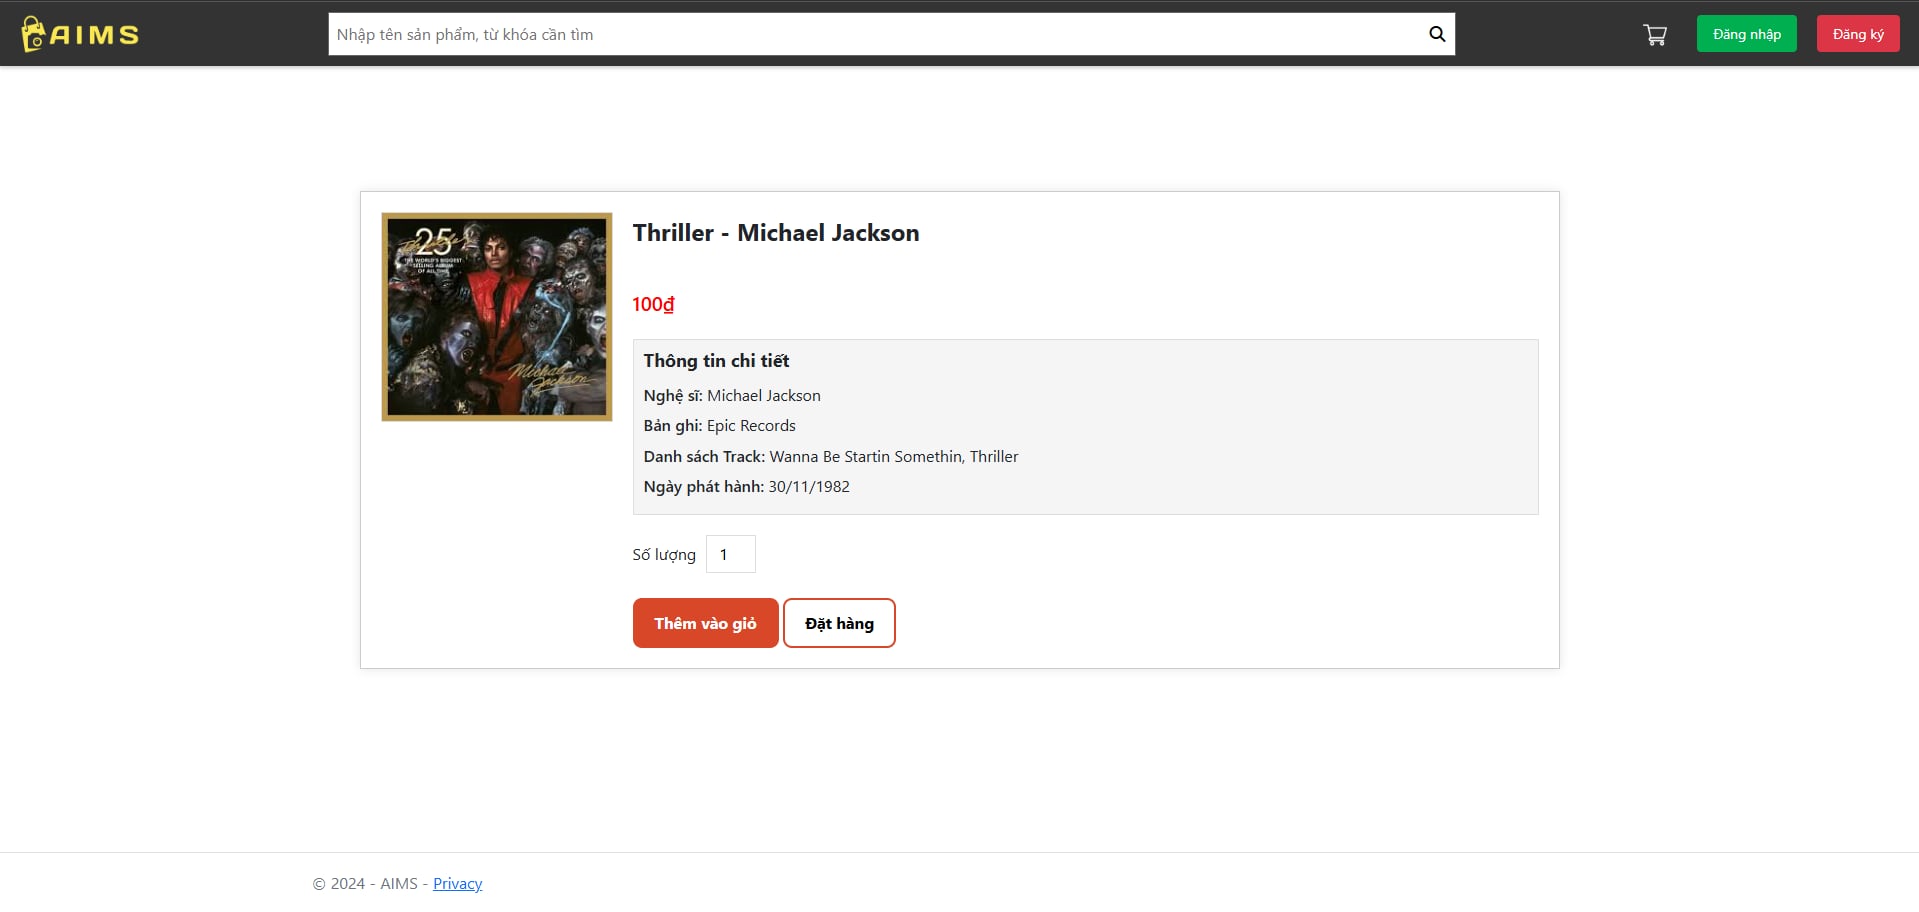 AIMS
Nhập tên sản phẩm, từ khóa cần tìm
Đăng nhập
Đăng ký
25
THE WORLD'S BIGGEST
SELLING ALBUM
OF ALL TIME
Michael
Jackson
Thriller - Michael Jackson
100₫
Thông tin chi tiết
Nghệ sĩ: Michael Jackson
Bản ghi: Epic Records
Danh sách Track: Wanna Be Startin Somethin, Thriller
Ngày phát hành: 30/11/1982
Số lượng 1
Thêm vào giỏ
Đặt hàng
© 2024 - AIMS - Privacy